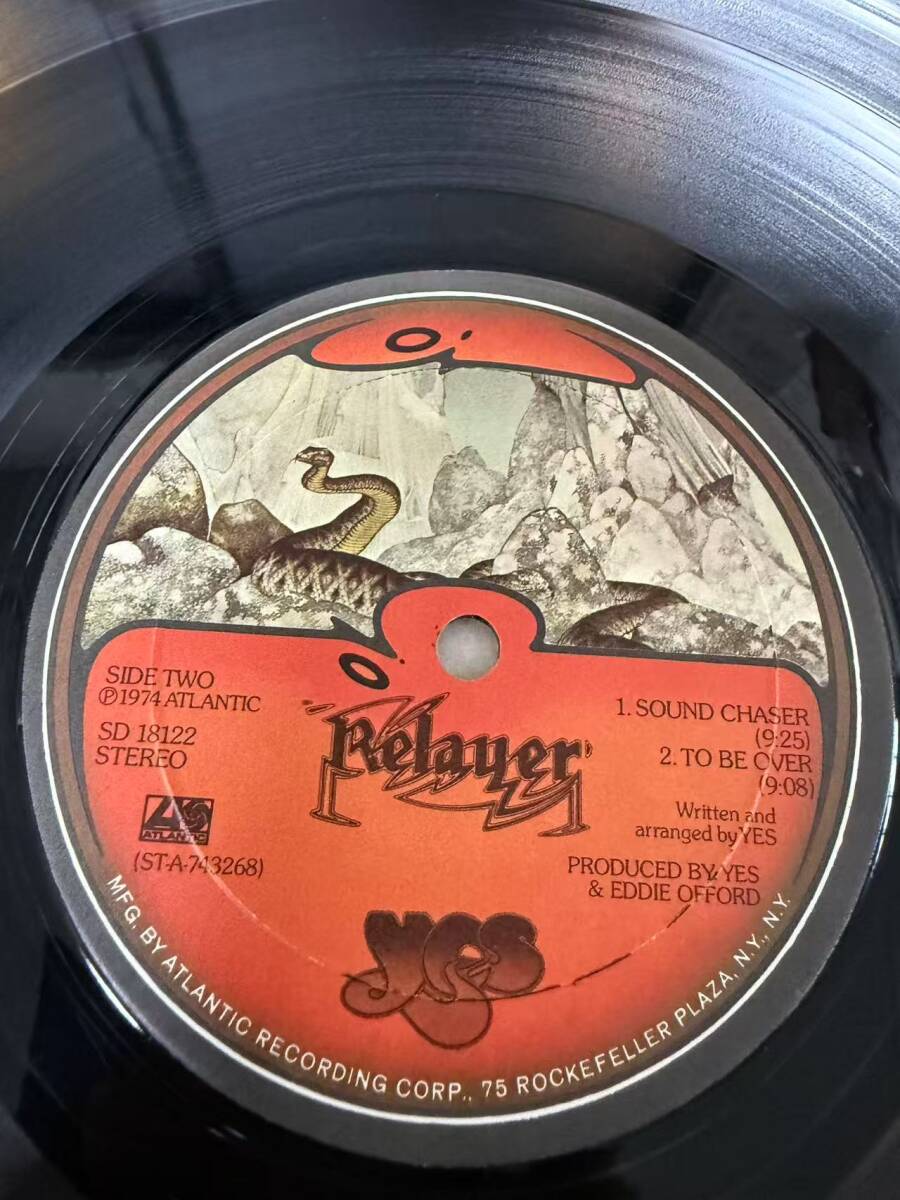 SIDE TWO
℗1974 ATLANTIC
SD 18122
STEREO
ATLANTIC
(ST-A-743268)
Relayer
1. SOUND CHASER
(9:25)
2. TO BE OVER
(9:08)
Written and
arranged by YES
PRODUCED BY YES
& EDDIE OFFORD
YES
MFG. BY ATLANTIC RECORDING CORP., 75 ROCKEFELLER PLAZA, N.Y., N.Y.